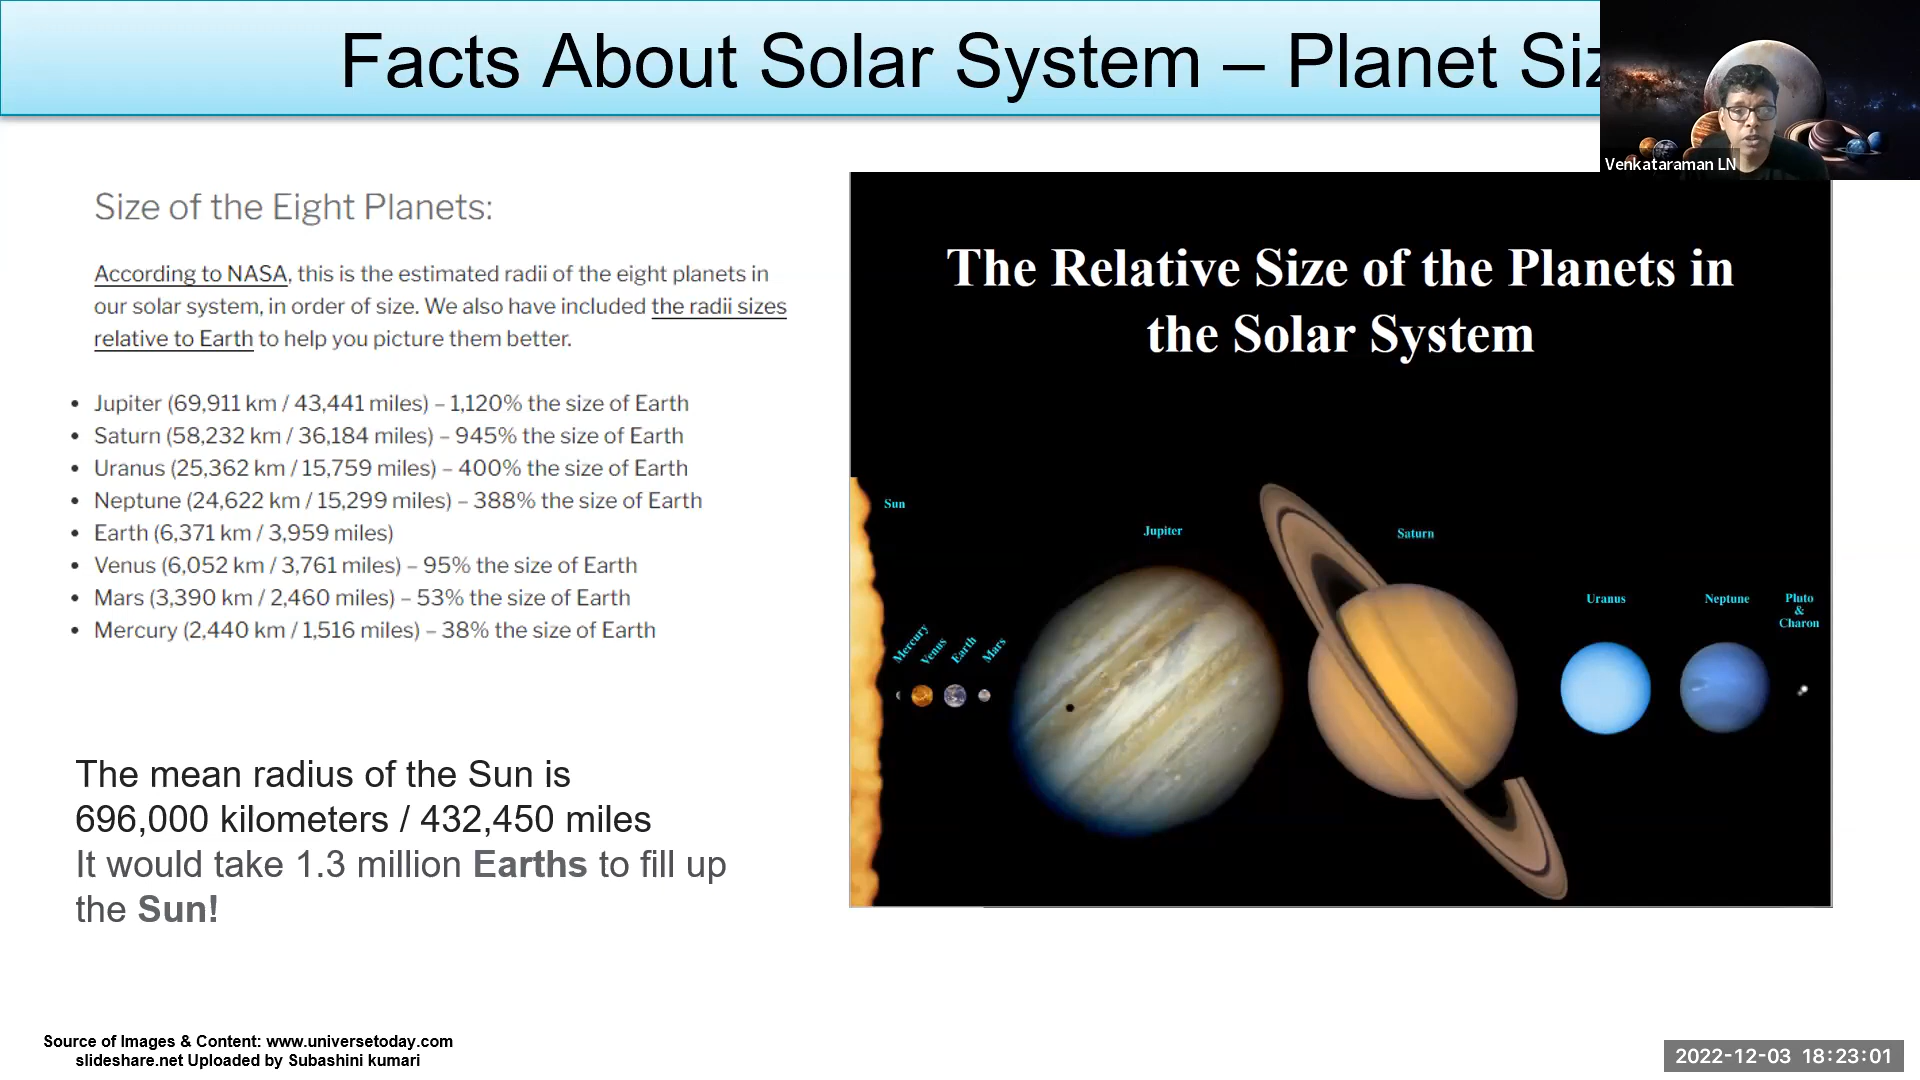 Facts About Solar System – Planet Siz
Venkataraman LN
Size of the Eight Planets:
According to NASA, this is the estimated radii of the eight planets in
our solar system, in order of size. We also have included the radii sizes
relative to Earth to help you picture them better.
• Jupiter (69,911 km / 43,441 miles) – 1,120% the size of Earth
• Saturn (58,232 km / 36,184 miles) – 945% the size of Earth
• Uranus (25,362 km / 15,759 miles) – 400% the size of Earth
• Neptune (24,622 km / 15,299 miles) – 388% the size of Earth
• Earth (6,371 km / 3,959 miles)
• Venus (6,052 km / 3,761 miles) – 95% the size of Earth
• Mars (3,390 km / 2,460 miles) – 53% the size of Earth
• Mercury (2,440 km / 1,516 miles) – 38% the size of Earth
The mean radius of the Sun is
696,000 kilometers / 432,450 miles
It would take 1.3 million Earths to fill up
the Sun!
The Relative Size of the Planets in
the Solar System
Sun
Mercury
Venus
Earth
Mars
Jupiter
Saturn
Uranus
Neptune
Pluto
&
Charon
Source of Images & Content: www.universetoday.com
slideshare.net Uploaded by Subashini kumari
2022-12-03 18:23:01